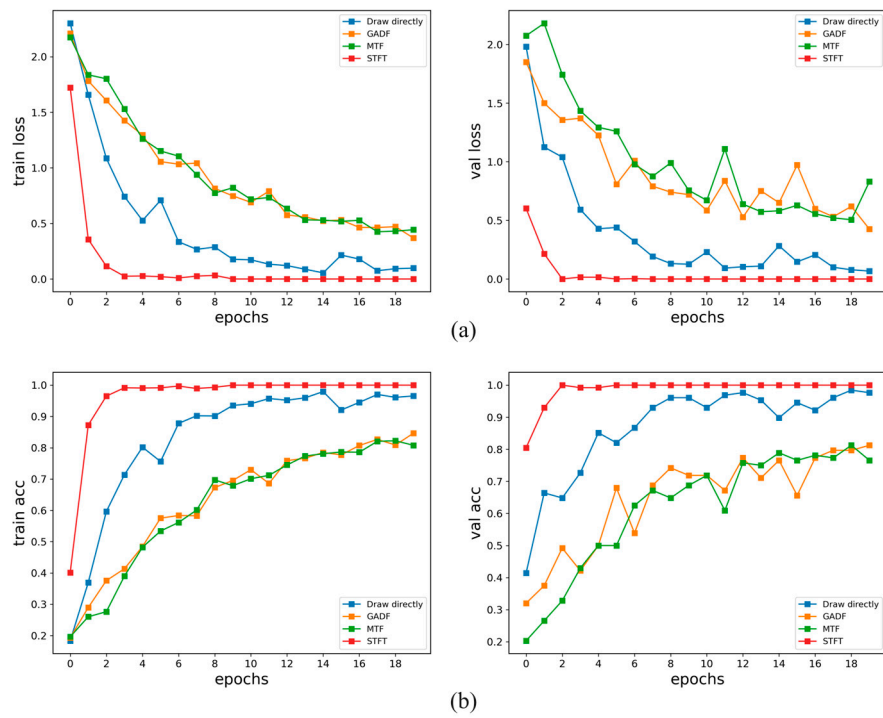 Draw directly
GADF
MTF
STFT
2.0
1.5
1.0
0.5
0.0
train loss
0 2 4 6 8 10 12 14 16 18
epochs
Draw directly
GADF
MTF
STFT
2.0
1.5
1.0
0.5
0.0
val loss
0 2 4 6 8 10 12 14 16 18
epochs
(a)
1.0
0.9
0.8
0.7
0.6
0.5
0.4
0.3
0.2
train acc
Draw directly
GADF
MTF
STFT
0 2 4 6 8 10 12 14 16 18
epochs
1.0
0.9
0.8
0.7
0.6
0.5
0.4
0.3
0.2
val acc
Draw directly
GADF
MTF
STFT
0 2 4 6 8 10 12 14 16 18
epochs
(b)